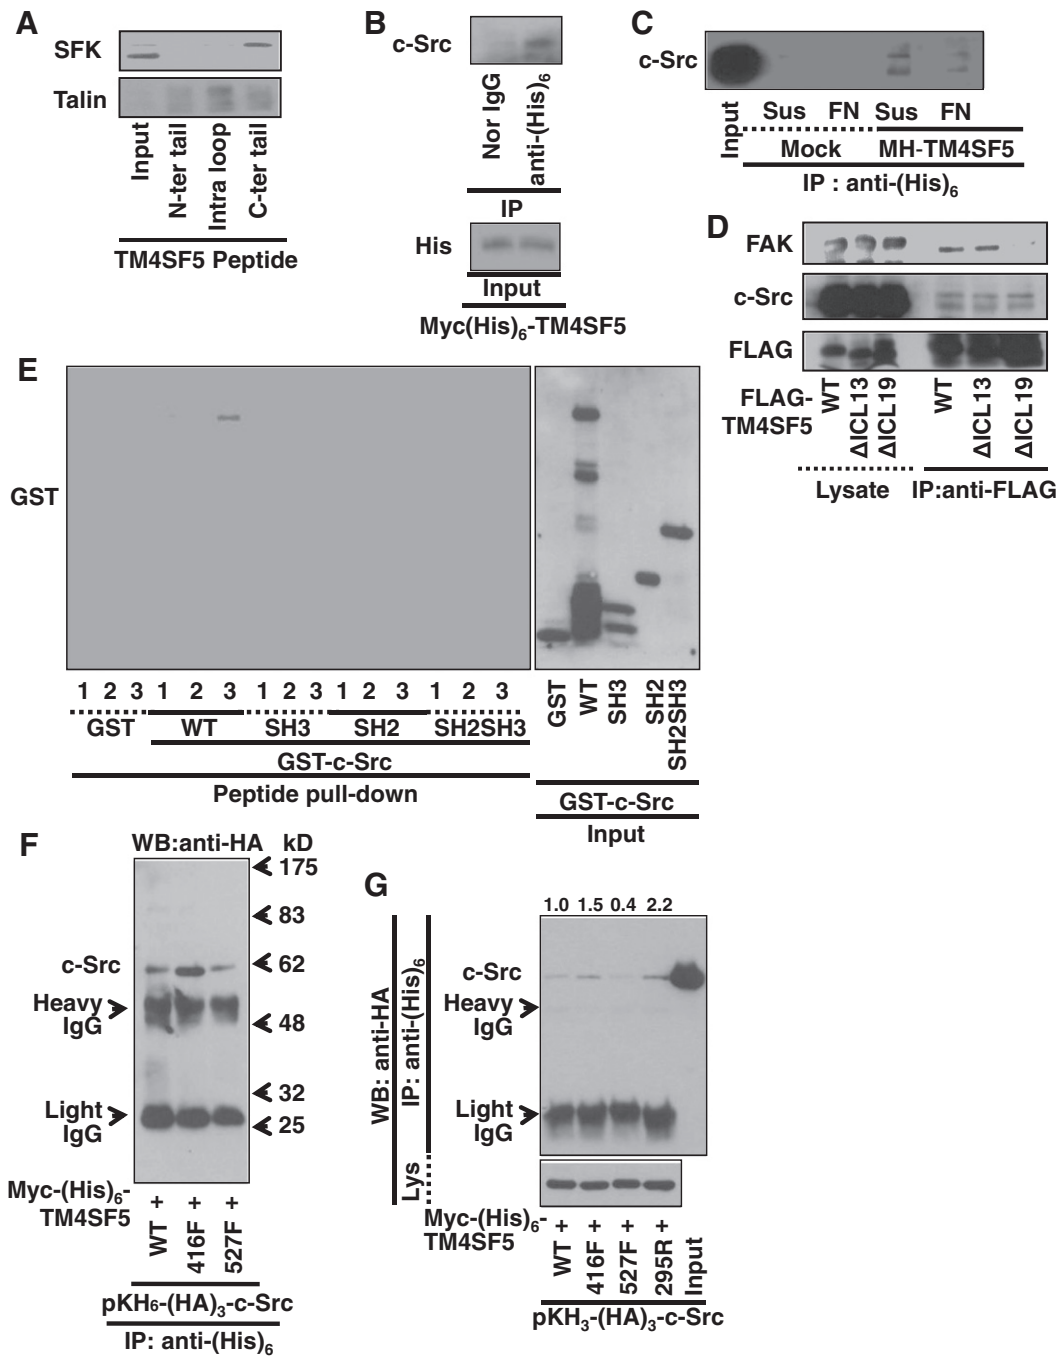 A
SFK
Talin
Input
N-ter tail
Intra loop
C-ter tail
TM4SF5 Peptide
B
c-Src
Nor IgG
anti-(His)6
IP
His
Input
Myc(His)6-TM4SF5
C
c-Src
Input
Sus FN Sus FN
Mock MH-TM4SF5
IP : anti-(His)6
D
FAK
c-Src
FLAG
FLAG-
TM4SF5
WT
ΔICL13
ΔICL19
WT
ΔICL13
ΔICL19
Lysate IP:anti-FLAG
E
GST
1 2 3 1 2 3 1 2 3 1 2 3 1 2 3
GST WT SH3 SH2 SH2SH3
GST-c-Src
Peptide pull-down
GST
WT
SH3
SH2
SH2SH3
GST-c-Src
Input
F
WB:anti-HA kD
175
83
62
48
32
25
c-Src
Heavy
IgG
Light
IgG
Myc-(His)6-
TM4SF5
+ + +
WT
416F
527F
pKH6-(HA)3-c-Src
IP: anti-(His)6
G
1.0 1.5 0.4 2.2
WB: anti-HA
IP: anti-(His)6
Lys
c-Src
Heavy
IgG
Light
IgG
Myc-(His)6-
TM4SF5
WT +
416F +
527F +
295R +
Input
pKH3-(HA)3-c-Src